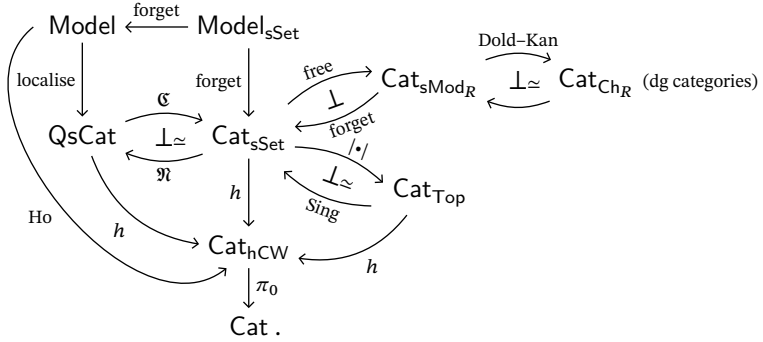 Model forget Model_sSet
Dold–Kan
localise forget free Cat_sMod_R ⊥≃ Cat_Ch_R (dg categories)
ℭ ⊥
QsCat ⊥≃ Cat_sSet forget
𝔑 |•|
⊥≃ Cat_Top
h Sing
Ho h
Cat_hCW h
π₀
Cat .